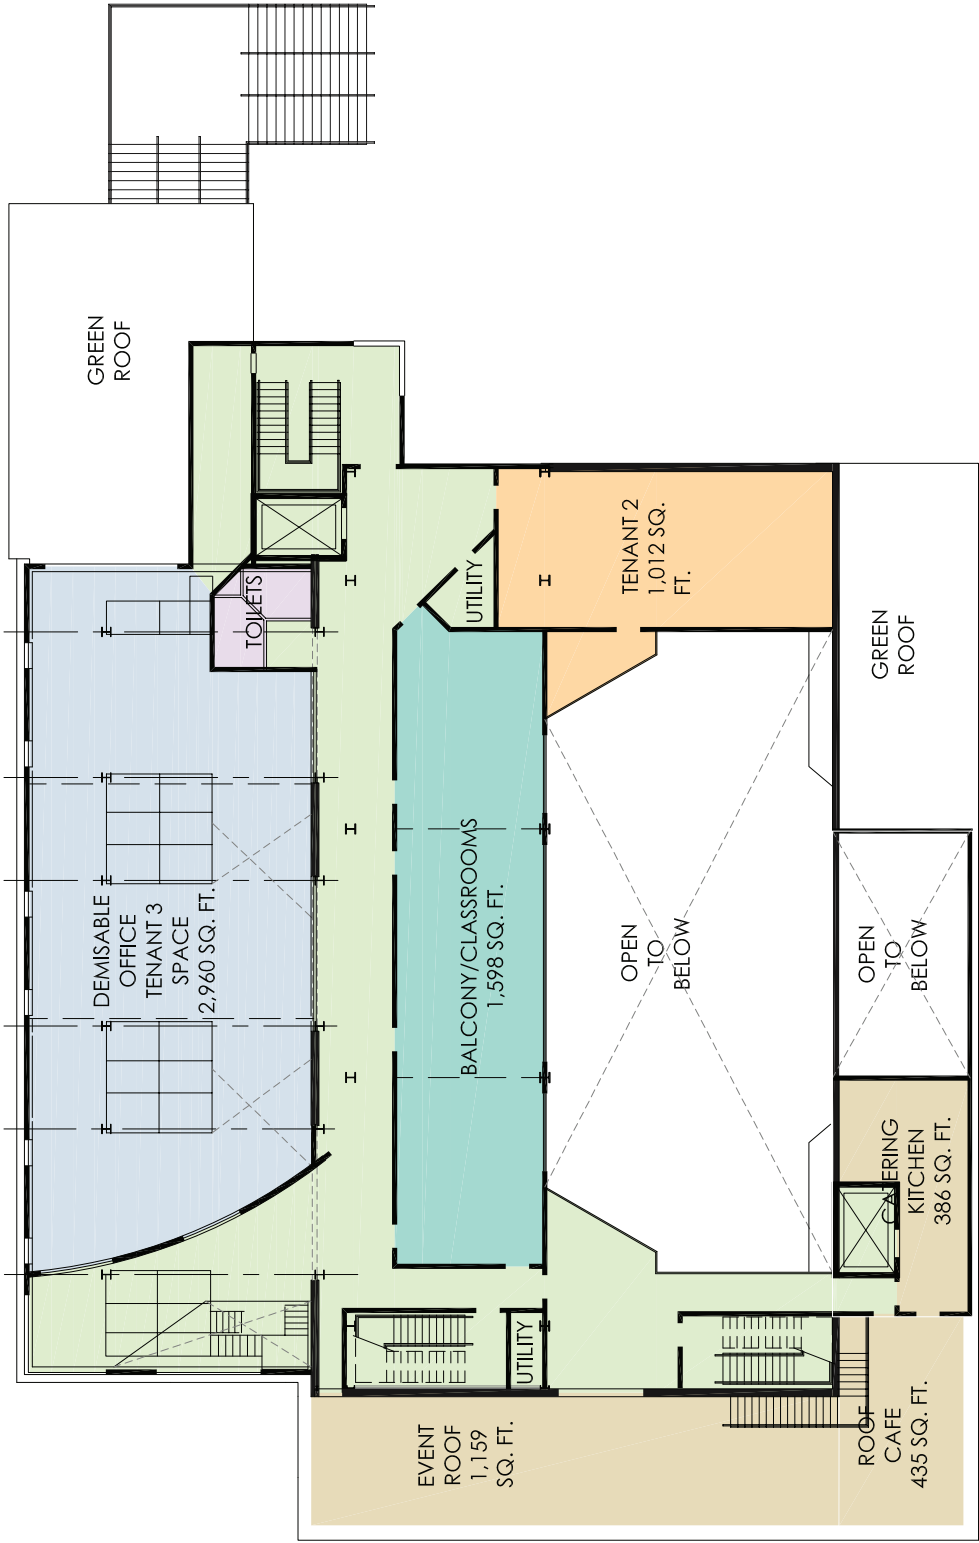 GREEN
ROOF
TOILETS
UTILITY
TENANT 2
1,012 SQ.
FT.
GREEN
ROOF
DEMISABLE
OFFICE
TENANT 3
SPACE
2,960 SQ. FT.
BALCONY/CLASSROOMS
1,598 SQ. FT.
OPEN
TO
BELOW
OPEN
TO
BELOW
CATERING
KITCHEN
386 SQ. FT.
UTILITY
EVENT
ROOF
1,159
SQ. FT.
ROOF
CAFE
435 SQ. FT.